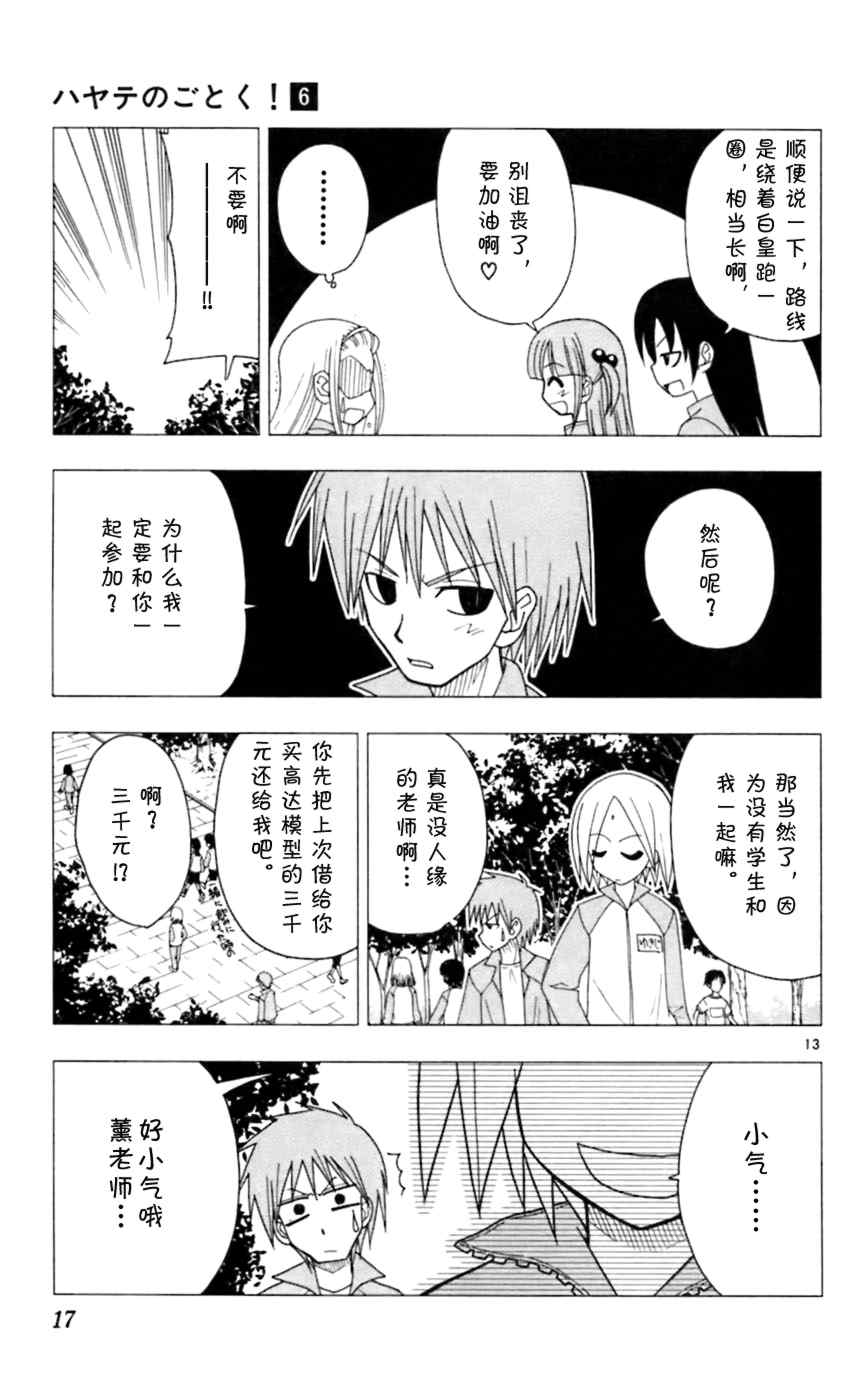 ハヤテのごとく！6
顺便说一下，路线
是绕着白皇跑一
圈，相当长啊，
别沮丧了，
要加油啊♡
………
不要啊
————!!
然后呢？
为什么我一
定要和你一
起参加？
那当然了，因
为没有学生和
我一起嘛。
真是没人缘
的老师啊…
你先把上次借给你
买高达模型的三千
元还给我吧。
啊？
三千元!?
13
小气……
好小气哦
薰老师…
17